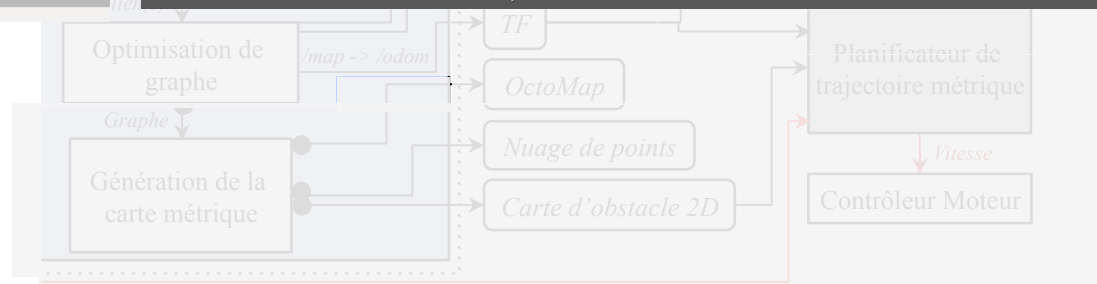 TF
Optimisation de
graphe
/map -> /odom
OctoMap
Planificateur de
trajectoire métrique
Graphe
Nuage de points
Vitesse
Génération de la
carte métrique
Carte d'obstacle 2D
Contrôleur Moteur